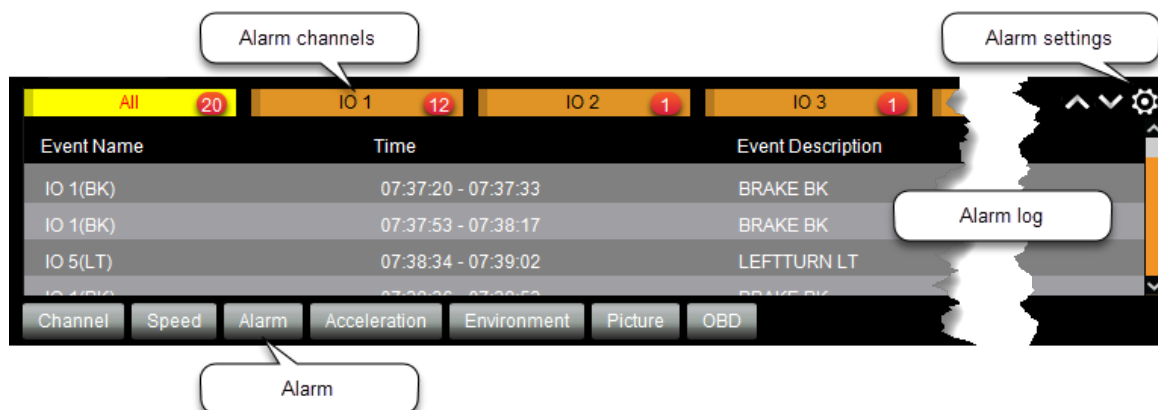 Alarm channels
Alarm settings
All 20 IO 1 12 IO 2 1 IO 3 1
Event Name Time Event Description
IO 1(BK) 07:37:20 - 07:37:33 BRAKE BK
IO 1(BK) 07:37:53 - 07:38:17 BRAKE BK
Alarm log
IO 5(LT) 07:38:34 - 07:39:02 LEFTTURN LT
Channel Speed Alarm Acceleration Environment Picture OBD
Alarm